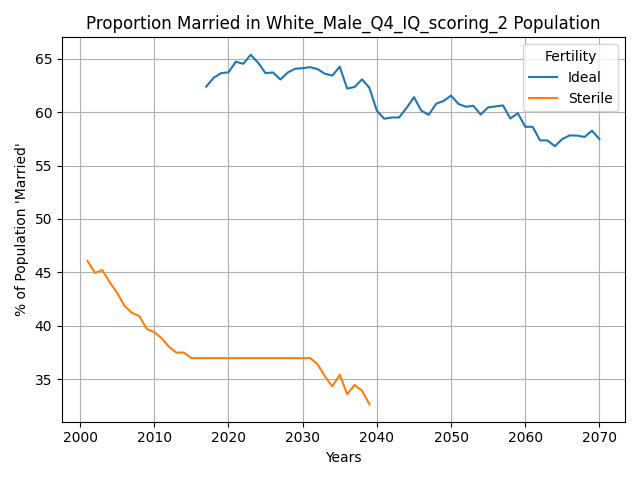 Proportion Married in White_Male_Q4_IQ_scoring_2 Population
% of Population 'Married'
65
60
55
50
45
40
35
Fertility
Ideal
Sterile
2000 2010 2020 2030 2040 2050 2060 2070
Years